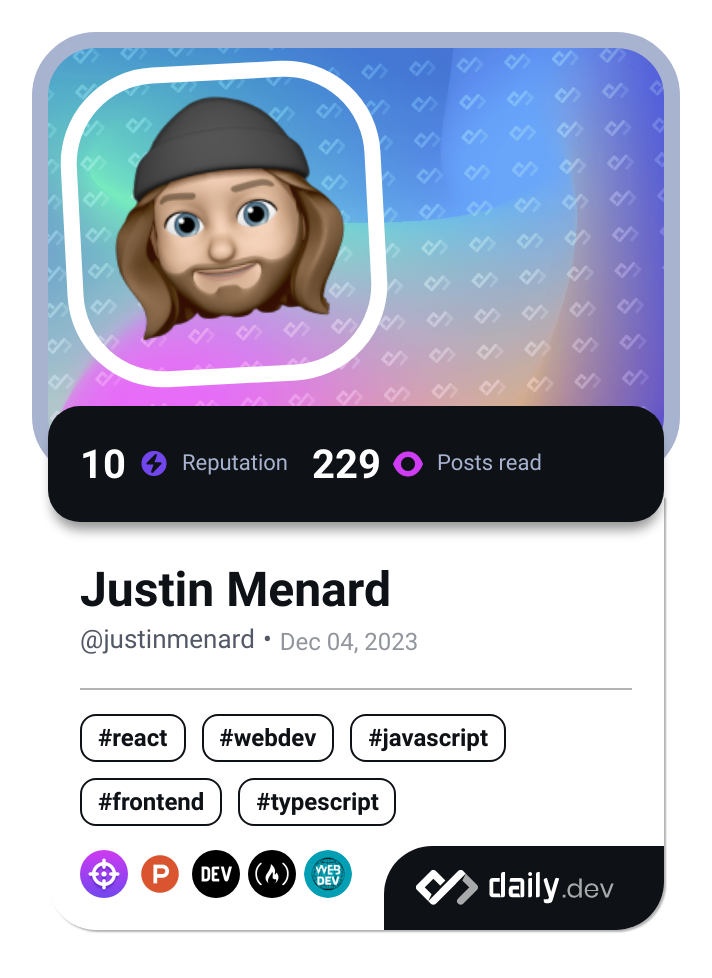 10 Reputation 229 Posts read
Justin Menard
@justinmenard • Dec 04, 2023
#react #webdev #javascript
#frontend #typescript
P DEV WEB DEV
daily.dev